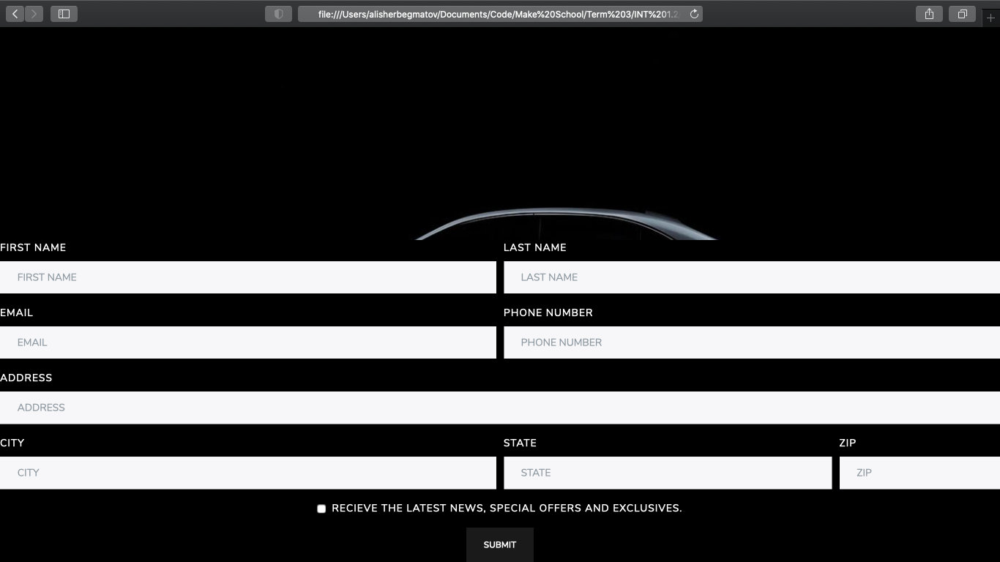 file:///Users/alisherbegmatov/Documents/Code/Make%20School/Term%203/INT%201.2
FIRST NAME LAST NAME
FIRST NAME LAST NAME
EMAIL PHONE NUMBER
EMAIL PHONE NUMBER
ADDRESS
ADDRESS
CITY STATE ZIP
CITY STATE ZIP
RECIEVE THE LATEST NEWS, SPECIAL OFFERS AND EXCLUSIVES.
SUBMIT